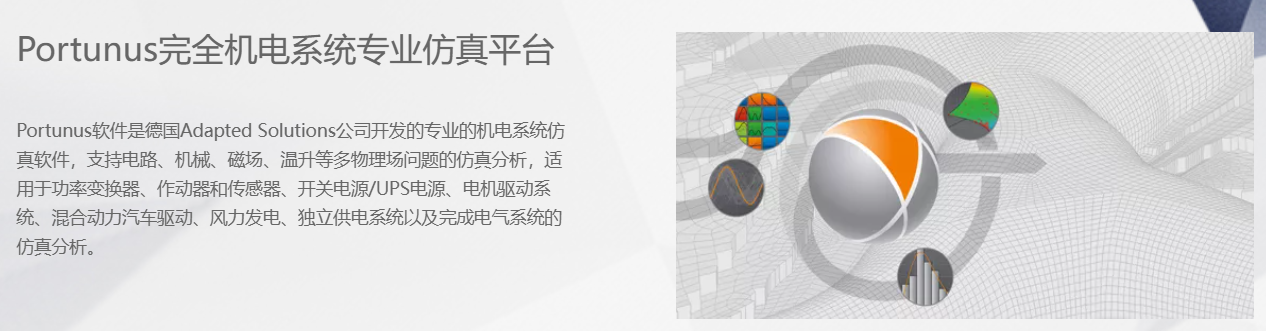 Portunus完全机电系统专业仿真平台
Portunus软件是德国Adapted Solutions公司开发的专业的机电系统仿
真软件，支持电路、机械、磁场、温升等多物理场问题的仿真分析，适
用于功率变换器、作动器和传感器、开关电源/UPS电源、电机驱动系
统、混合动力汽车驱动、风力发电、独立供电系统以及完成电气系统的
仿真分析。